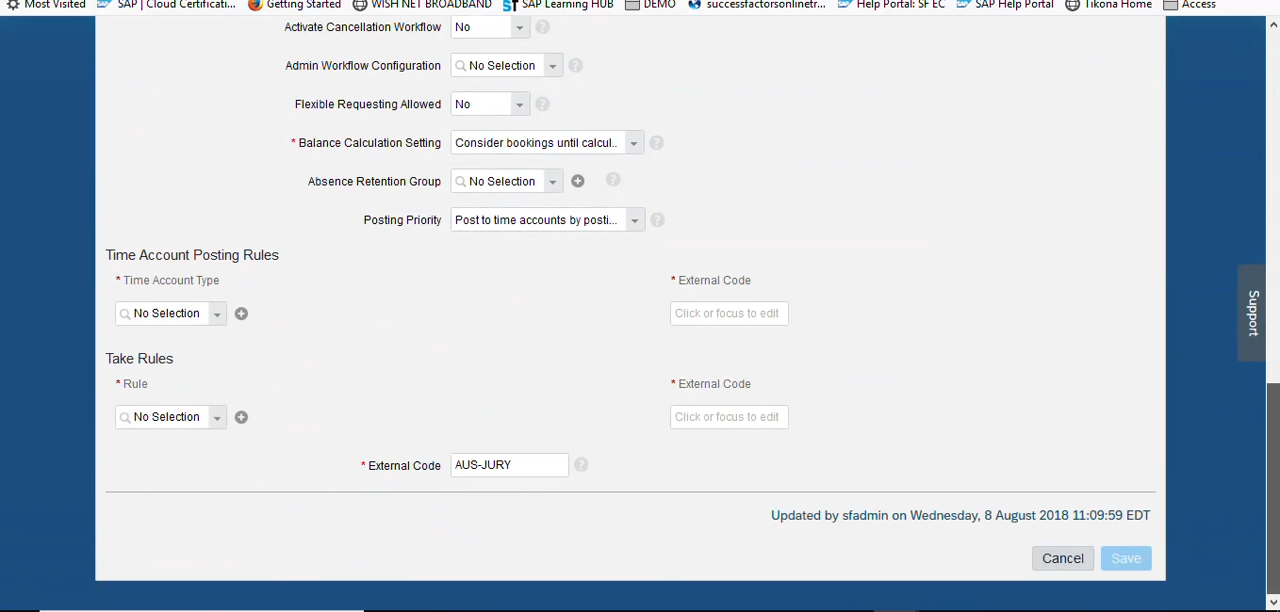 Most Visited SAP | Cloud Certificati... Getting Started WISH NET BROADBAND SAP Learning HUB DEMO successfactorsonlinetr... Help Portal: SF EC SAP Help Portal Tikona Home Access
Activate Cancellation Workflow No
Admin Workflow Configuration No Selection
Flexible Requesting Allowed No
* Balance Calculation Setting Consider bookings until calcul..
Absence Retention Group No Selection
Posting Priority Post to time accounts by posti...
Time Account Posting Rules
* Time Account Type * External Code
No Selection Click or focus to edit
Take Rules
* Rule * External Code
No Selection Click or focus to edit
* External Code AUS-JURY
Updated by sfadmin on Wednesday, 8 August 2018 11:09:59 EDT
Cancel Save
Support